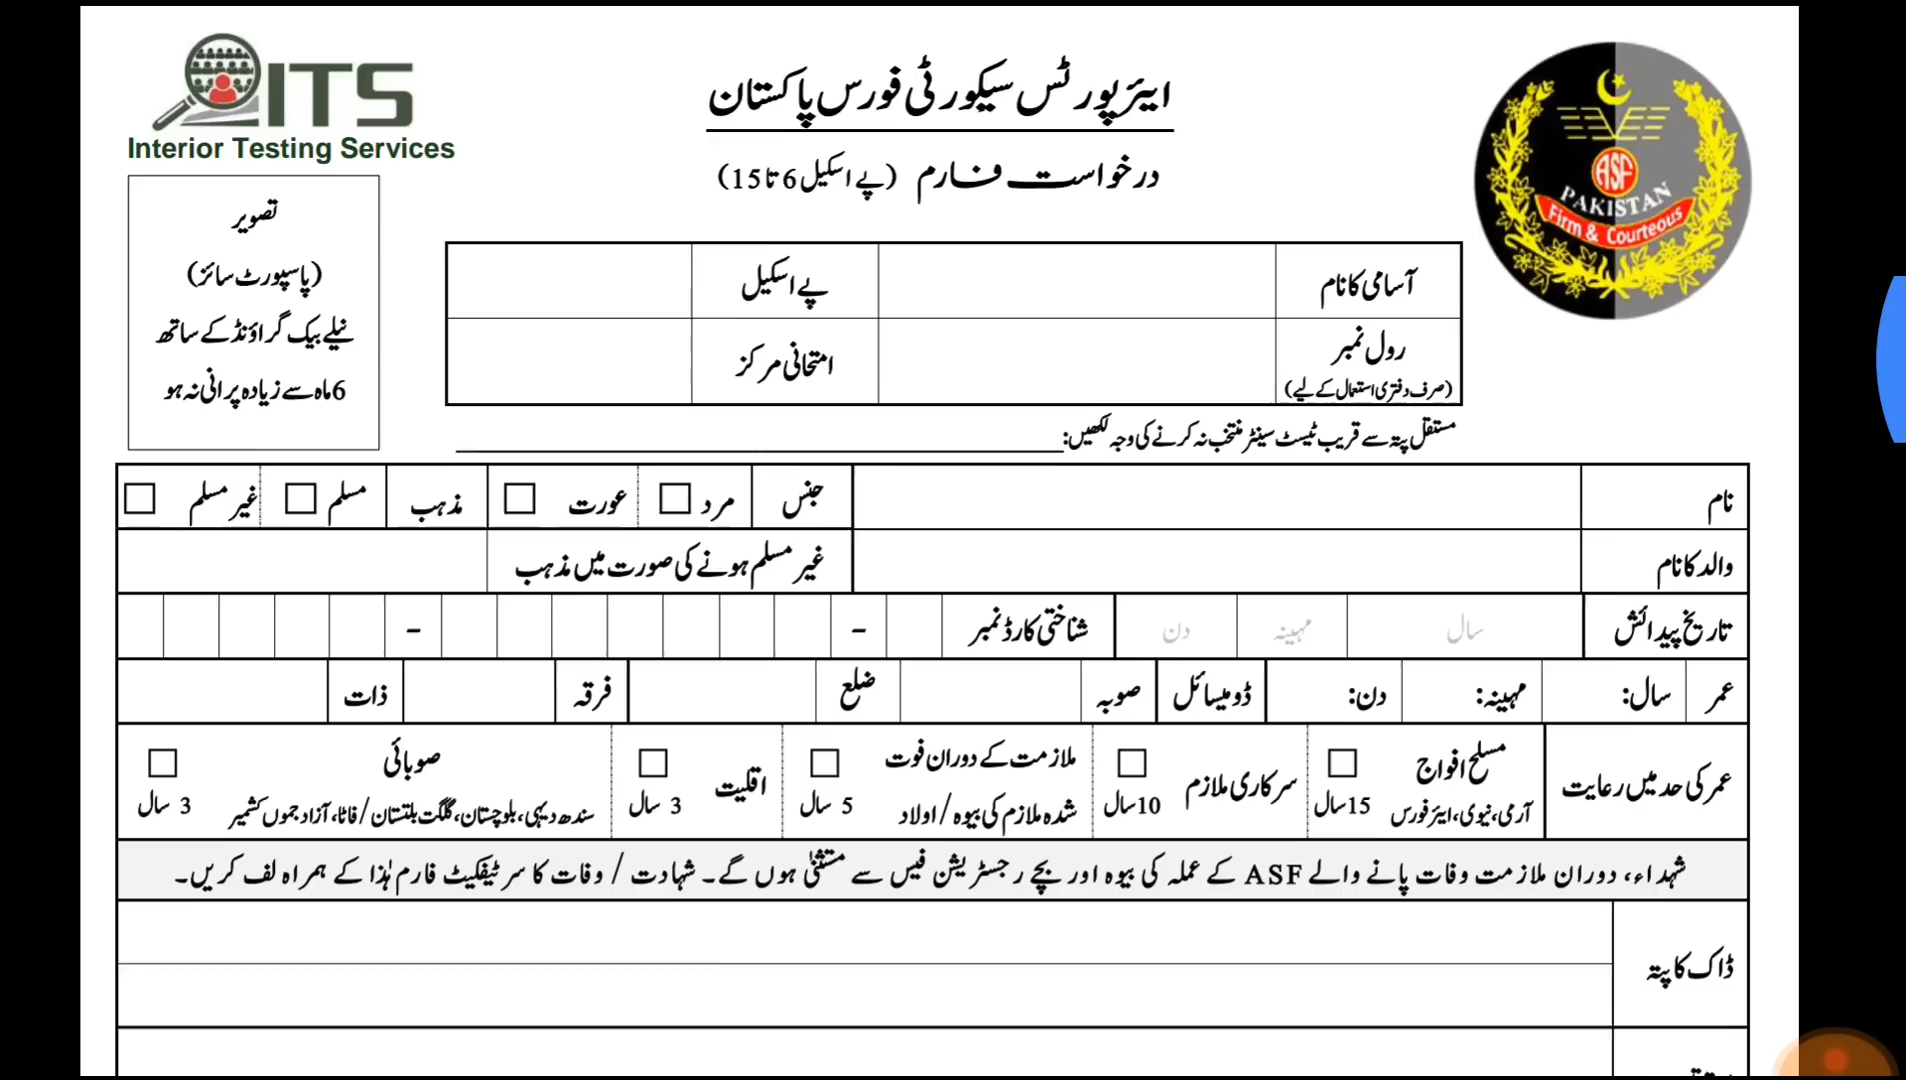 ITS
Interior Testing Services
ایئرپورٹس سیکورٹی فورس پاکستان
درخواست فارم (پے اسکیل 6 تا 15)
ASF
PAKISTAN
Firm & Courteous
تصویر
(پاسپورٹ سائز)
نیلے بیک گراؤنڈ کے ساتھ
6 ماہ سے زیادہ پرانی نہ ہو
آسامی کا نام پے اسکیل
رول نمبر امتحانی مرکز
(صرف دفتری استعمال کے لیے)
مستقل پتہ سے قریب ٹیسٹ سینٹر منتخب نہ کرنے کی وجہ لکھیں:
نام جنس مرد عورت مذہب مسلم غیر مسلم
والد کا نام غیر مسلم ہونے کی صورت میں مذہب
تاریخ پیدائش سال مہینہ دن شناختی کارڈ نمبر - -
عمر سال: مہینہ: دن: ڈومیسائل صوبہ ضلع فرقہ ذات
عمر کی حد میں رعایت
مسلح افواج
آرمی، نیوی، ایئر فورس 15 سال
سرکاری ملازم 10 سال
ملازمت کے دوران فوت
شدہ ملازم کی بیوہ / اولاد 5 سال
اقلیت 3 سال
صوبائی
سندھ دیہی، بلوچستان، گلگت بلتستان / فاٹا، آزاد جموں کشمیر 3 سال
شہداء، دوران ملازمت وفات پانے والے ASF کے عملہ کی بیوہ اور بچے رجسٹریشن فیس سے مستثنٰی ہوں گے۔ شہادت / وفات کا سرٹیفکیٹ فارم ہٰذا کے ہمراہ لف کریں۔
ڈاک کا پتہ